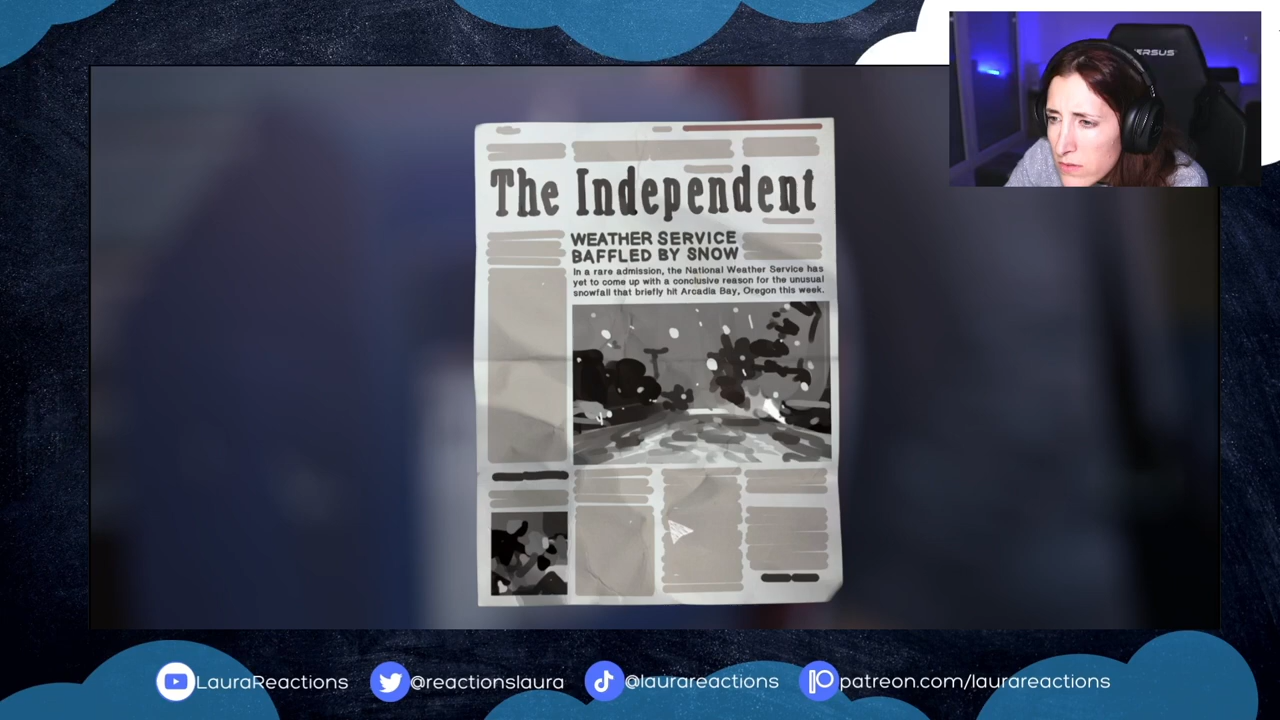 VERSUS
The Independent
WEATHER SERVICE
BAFFLED BY SNOW
In a rare admission, the National Weather Service has
yet to come up with a conclusive reason for the unusual
snowfall that briefly hit Arcadia Bay, Oregon this week.
LauraReactions
@reactionslaura
@laurareactions
patreon.com/laurareactions